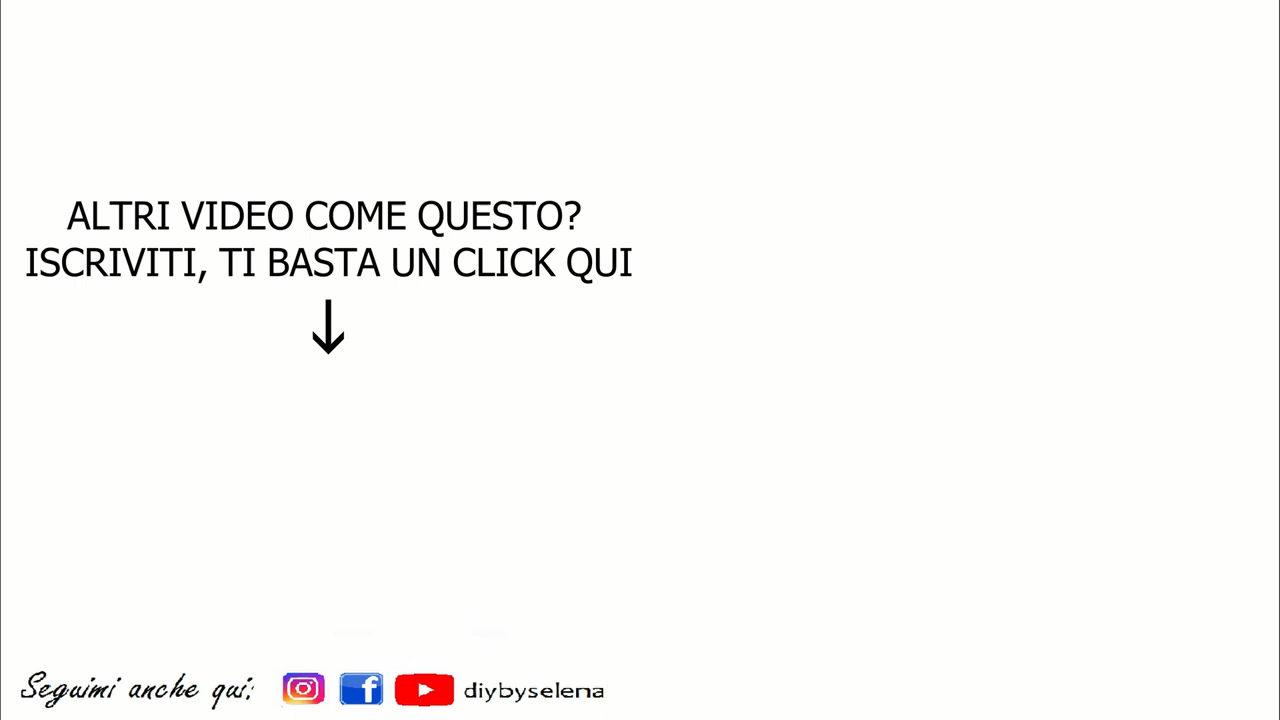 ALTRI VIDEO COME QUESTO?
ISCRIVITI, TI BASTA UN CLICK QUI
Seguimi anche qui: diybyselena